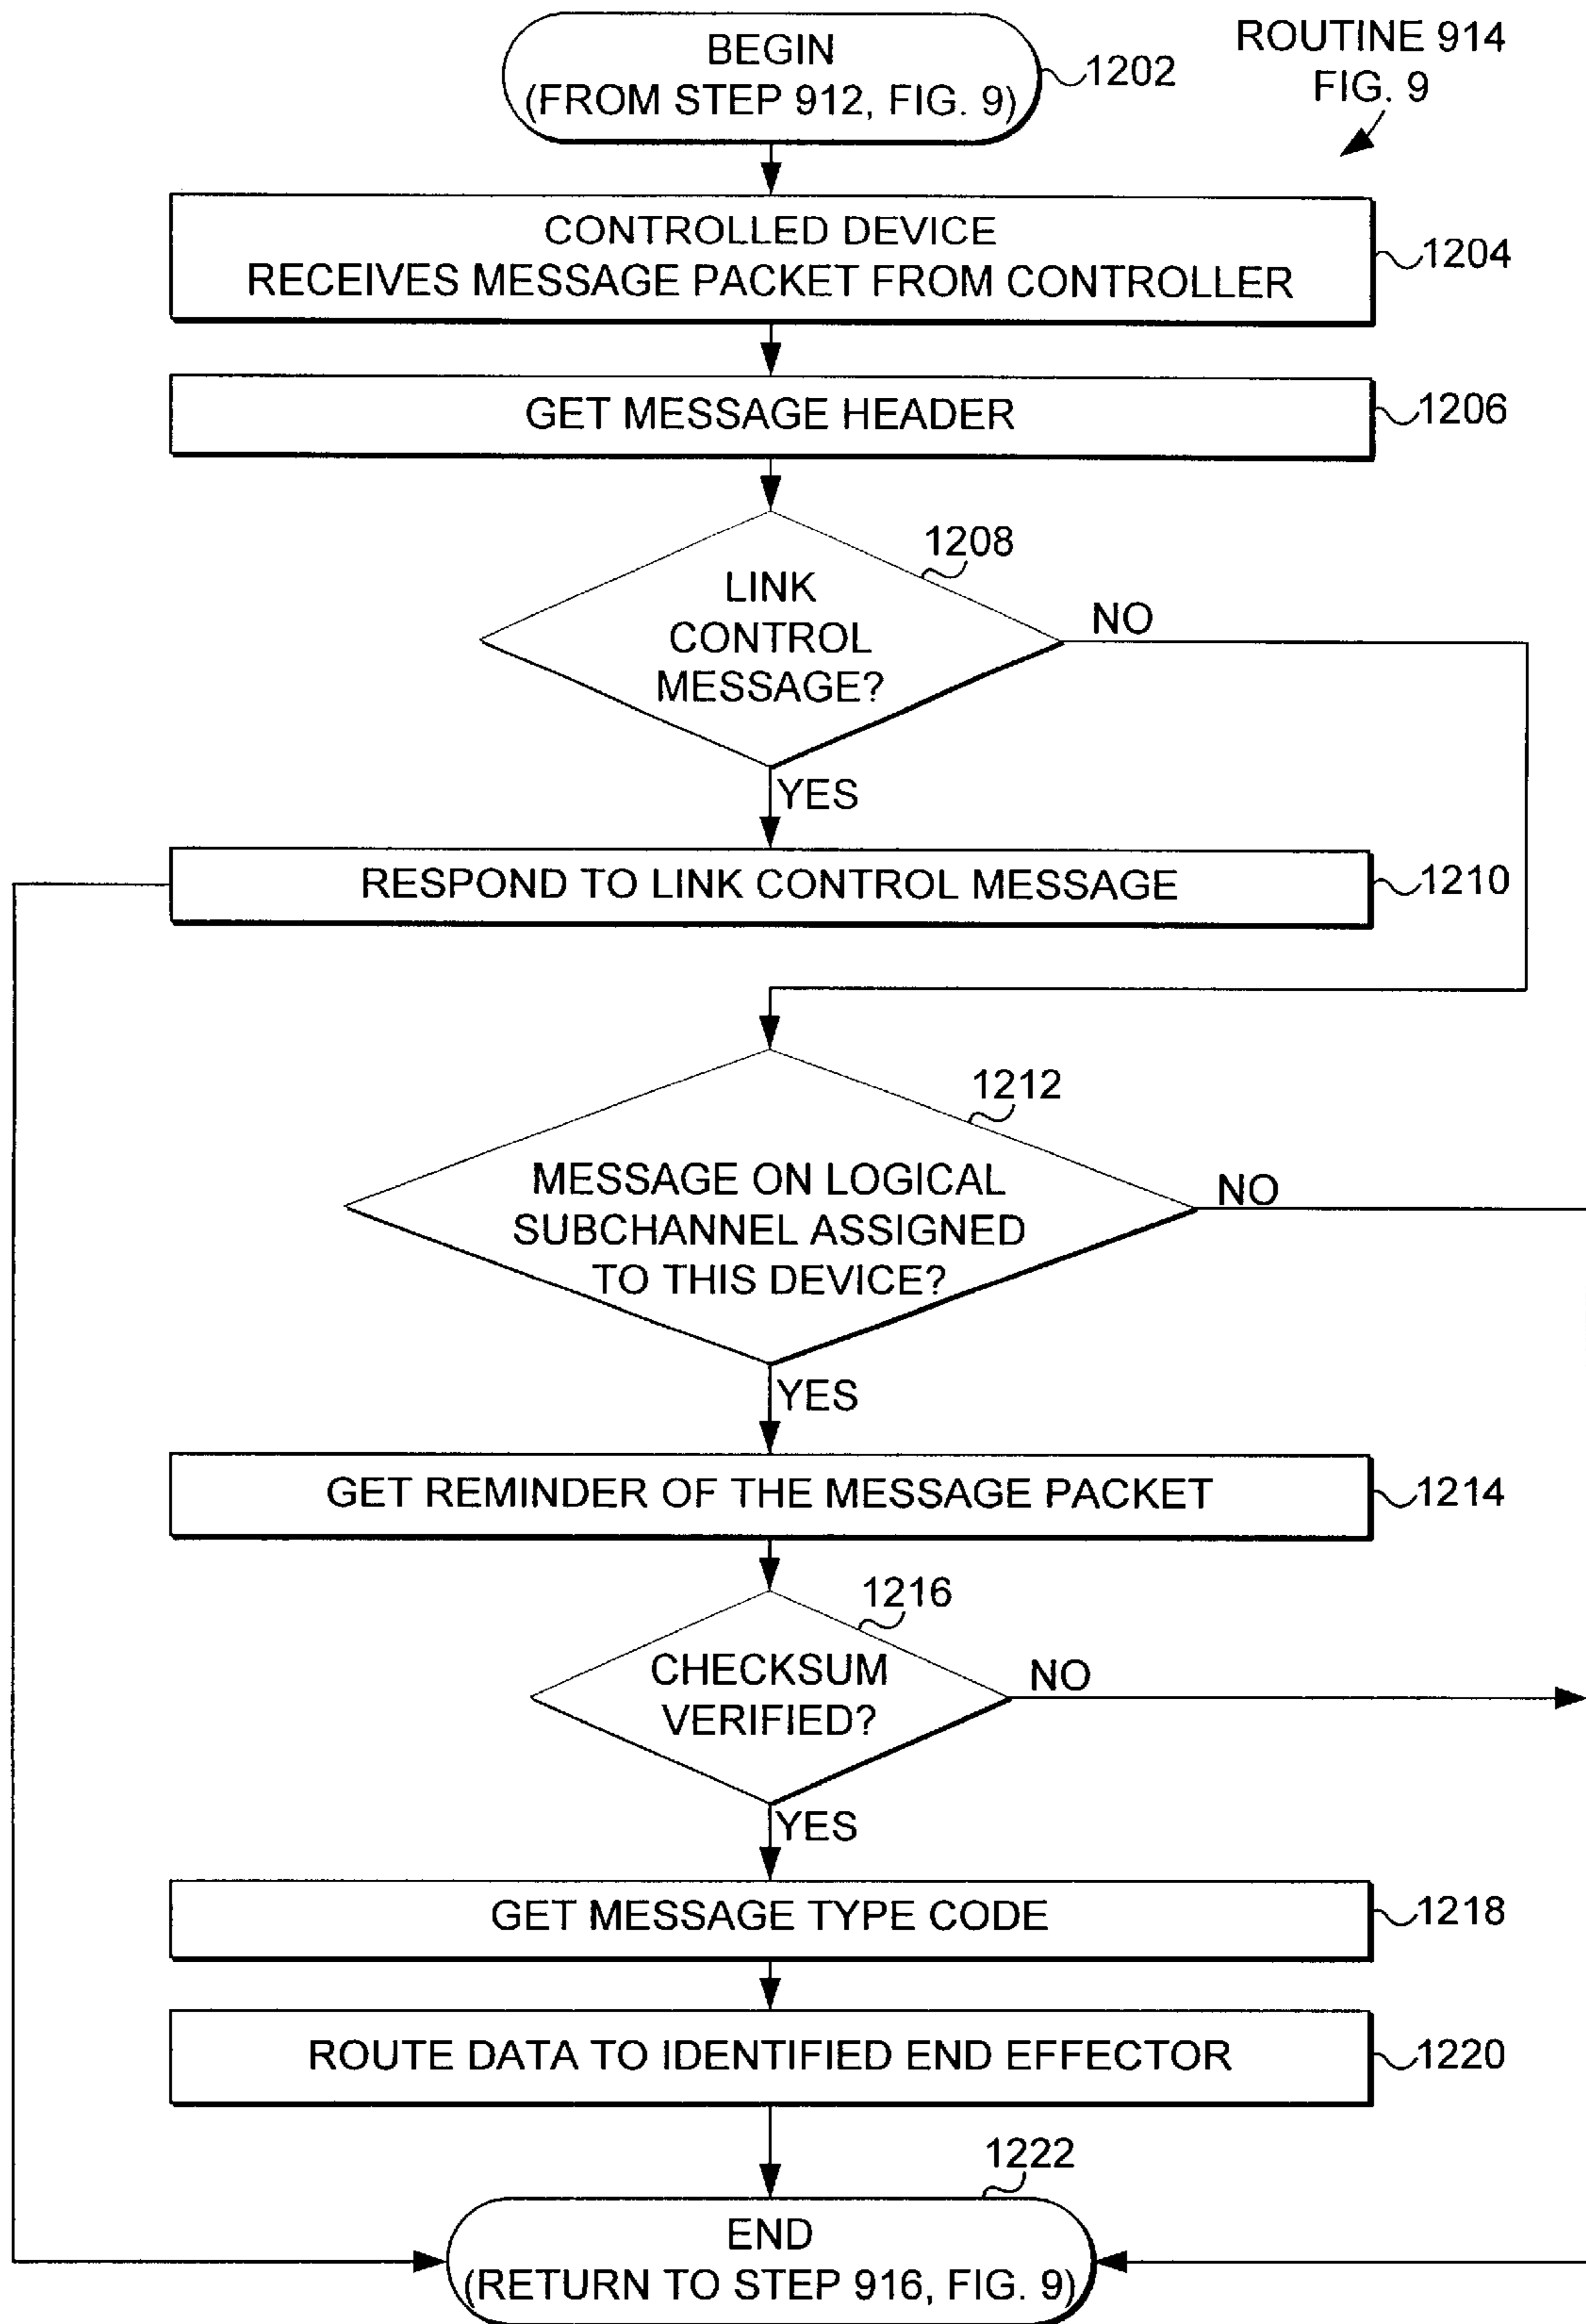 BEGIN
(FROM STEP 912, FIG. 9)
1202
ROUTINE 914
FIG. 9
CONTROLLED DEVICE
RECEIVES MESSAGE PACKET FROM CONTROLLER
1204
GET MESSAGE HEADER
1206
1208
LINK
CONTROL
MESSAGE?
NO
YES
RESPOND TO LINK CONTROL MESSAGE
1210
1212
MESSAGE ON LOGICAL
SUBCHANNEL ASSIGNED
TO THIS DEVICE?
NO
YES
GET REMINDER OF THE MESSAGE PACKET
1214
1216
CHECKSUM
VERIFIED?
NO
YES
GET MESSAGE TYPE CODE
1218
ROUTE DATA TO IDENTIFIED END EFFECTOR
1220
1222
END
(RETURN TO STEP 916, FIG. 9)